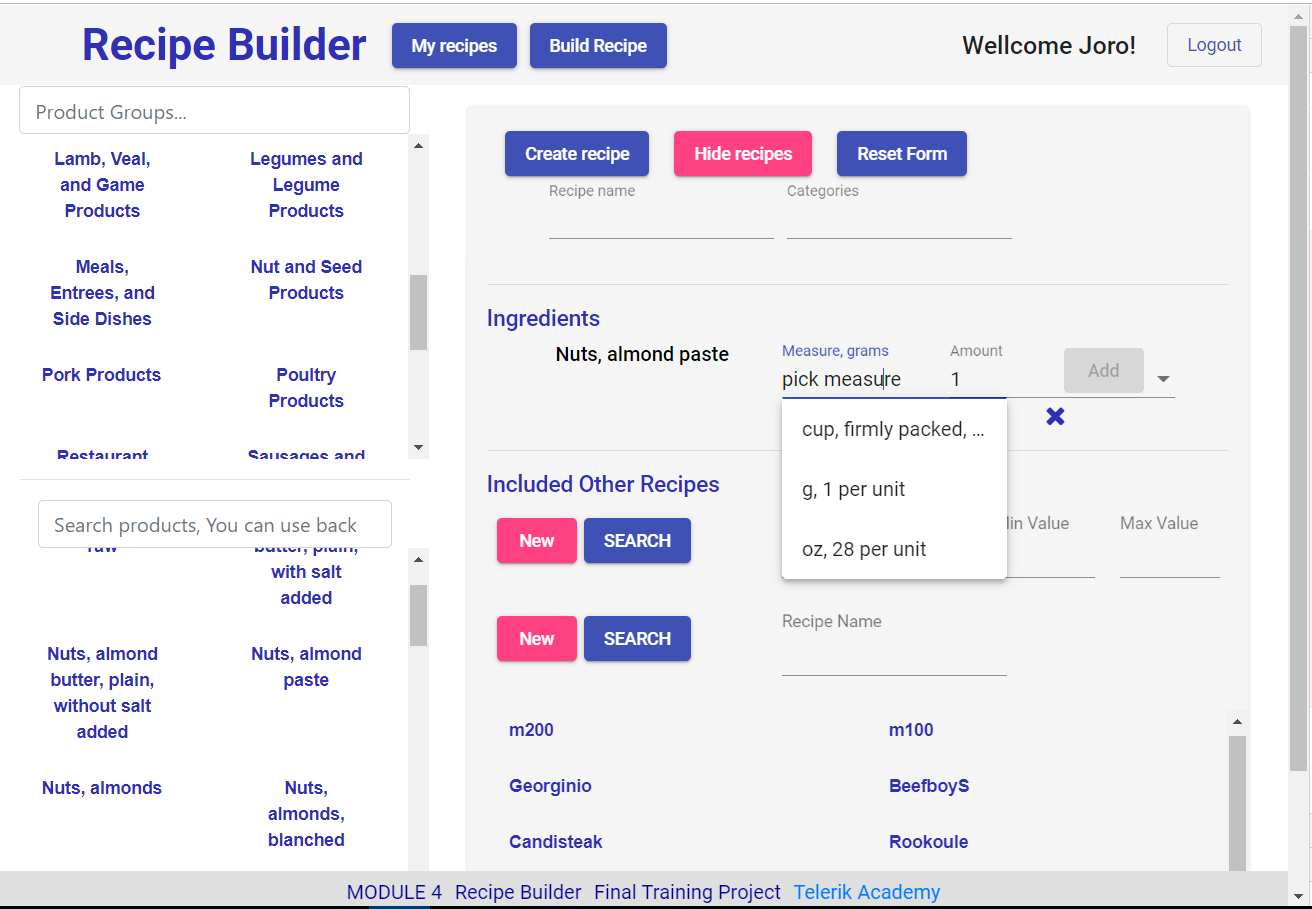 Recipe Builder My recipes Build Recipe Wellcome Joro! Logout
Product Groups...
Lamb, Veal,
and Game
Products
Legumes and
Legume
Products
Meals,
Entrees, and
Side Dishes
Nut and Seed
Products
Pork Products
Poultry
Products
Restaurant
Sausages and
Search products, You can use back
raw
butter, plain,
with salt
added
Nuts, almond
butter, plain,
without salt
added
Nuts, almond
paste
Nuts, almonds
Nuts,
almonds,
blanched
Create recipe Hide recipes Reset Form
Recipe name Categories
Ingredients
Nuts, almond paste
Measure, grams Amount
pick measure 1 Add
cup, firmly packed, ...
g, 1 per unit
oz, 28 per unit
Included Other Recipes
New SEARCH
Value Max Value
New SEARCH
Recipe Name
m200 m100
Georginio BeefboyS
Candisteak Rookoule
MODULE 4 Recipe Builder Final Training Project Telerik Academy